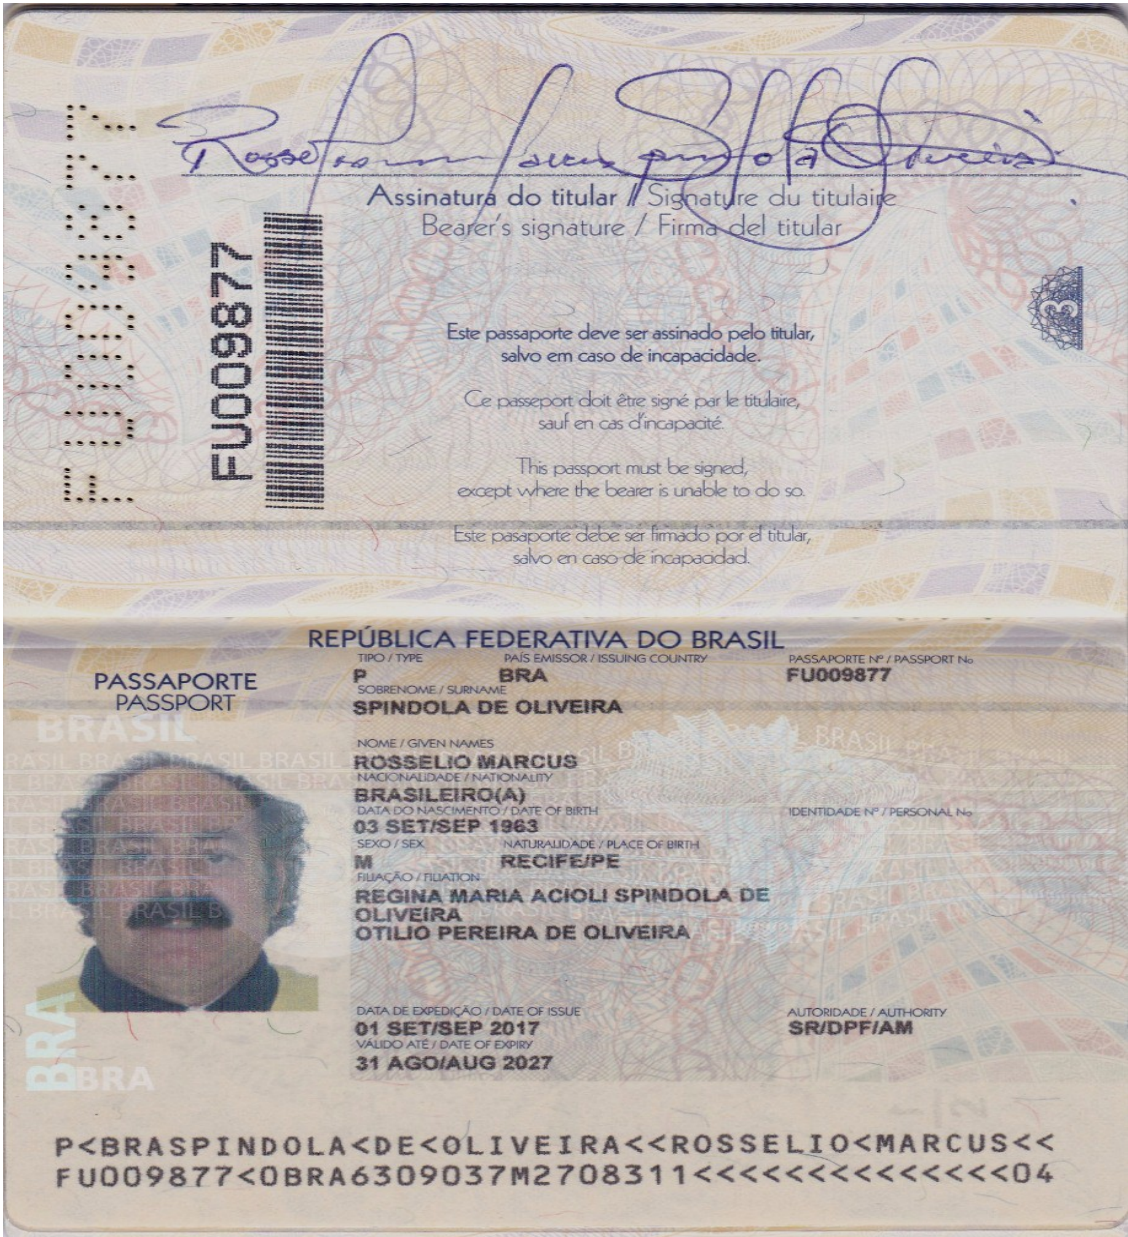 Rosselio Marcus Spindola de Oliveira
Assinatura do titular / Signature du titulaire
Bearer's signature / Firma del titular
FU009877
FU009877
3
Este passaporte deve ser assinado pelo titular,
salvo em caso de incapacidade.
Ce passeport doit être signé par le titulaire,
sauf en cas d'incapacité.
This passport must be signed,
except where the bearer is unable to do so.
Este pasaporte debe ser firmado por el titular,
salvo en caso de incapacidad.
REPÚBLICA FEDERATIVA DO BRASIL
PASSAPORTE
PASSPORT
TIPO / TYPE PAÍS EMISSOR / ISSUING COUNTRY PASSAPORTE Nº / PASSPORT No
P BRA FU009877
SOBRENOME / SURNAME
SPINDOLA DE OLIVEIRA
NOME / GIVEN NAMES
ROSSELIO MARCUS
NACIONALIDADE / NATIONALITY
BRASILEIRO(A)
DATA DO NASCIMENTO / DATE OF BIRTH IDENTIDADE Nº / PERSONAL No
03 SET/SEP 1963
SEXO / SEX NATURALIDADE / PLACE OF BIRTH
M RECIFE/PE
FILIAÇÃO / FILIATION
REGINA MARIA ACIOLI SPINDOLA DE
OLIVEIRA
OTILIO PEREIRA DE OLIVEIRA
DATA DE EXPEDIÇÃO / DATE OF ISSUE AUTORIDADE / AUTHORITY
01 SET/SEP 2017 SR/DPF/AM
VÁLIDO ATÉ / DATE OF EXPIRY
31 AGO/AUG 2027
BRASIL
BRA
BRA
P<BRASPINDOLA<DE<OLIVEIRA<<ROSSELIO<MARCUS<<
FU009877<0BRA6309037M2708311<<<<<<<<<<<<<<04